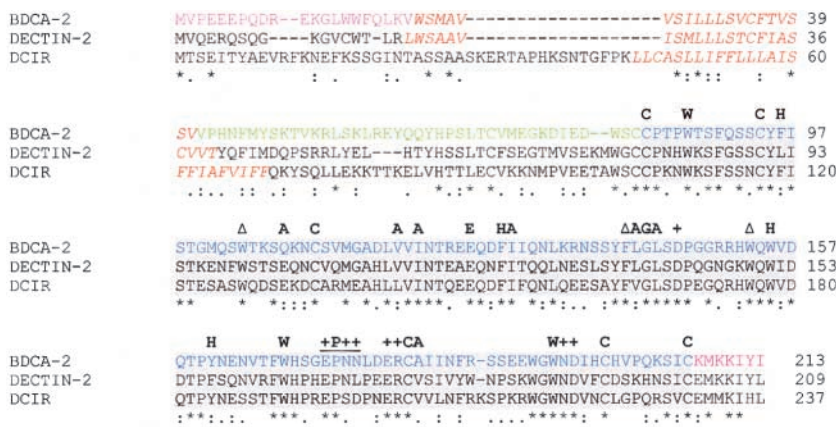 BDCA-2 MVPEEEPQDR--EKGLWWFQLKVWSMAV---------------VSILLLSVCFTVS 39
DECTIN-2 MVQERQSQG----KGVCWT-LRLWSAAV---------------ISMLLLSTCFIAS 36
DCIR MTSEITYAEVRFKNEFKSSGINTASSAASKERTAPHKSNTGFPKLLCASLLIFFLLLAIS 60
*. * : . : * *. *:*:: :: : *
C W C H
BDCA-2 SVVPHNFMYSKTVKRLSKLREYQQYHPSLTCVMEGKDIED--WSCCPTPWTSFQSSCYFI 97
DECTIN-2 CVVTYQFIMDQPSRRLYEL---HTYHSSLTCFSEGTMVSEKMWGCCPNHWKSFGSSCYLI 93
DCIR FFIAFVIFFQKYSQLLEKKTTKELVHTTLECVKKNMPVEETAWSCCPKNWKSFSSNCYFI 120
.:. :: .: : * : *.:* *. :. :.: *.***. *.** *.**:*
Δ A C A A E HA ΔAGA + Δ H
BDCA-2 STGMQSWTKSQKNCSVMGADLVVINTREEQDFIIQNLKRNSSYFLGLSDPGGRRHWQWVD 157
DECTIN-2 STKENFWSTSEQNCVQMGAHLVVINTEAEQNFITQQLNESLSYFLGLSDPQGNGKWQWID 153
DCIR STESASWQDSEKDCARMEAHLLVINTQEEQDFIFQNLQEESAYFVGLSDPEGQRHWQWVD 180
** * *:::* * *.*:****. **:** *:*:.. :**:***** *. :***:*
H W +P++ ++CA W++ C C
BDCA-2 QTPYNENVTFWHSGEPNNLDERCAIINFR-SSEEWGWNDIHCHVPQKSICKMKKIYI 213
DECTIN-2 DTPFSQNVRFWHPHEPNLPEERCVSIVYW-NPSKWGWNDVFCDSKHNSICEMKKIYL 209
DCIR QTPYNESSTFWHPREPSDPNERCVVLNFRKSPKRWGWNDVNCLGPQRSVCEMMKIHL 237
:**:.:. ***. **. :***. : : ....*****: * :.*:*:* **::